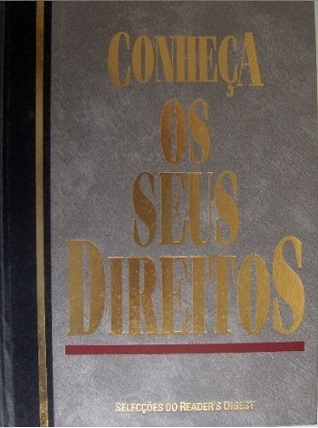 CONHEÇA
OS
SEUS
DIREITOS
SELECÇÕES DO READER'S DIGEST